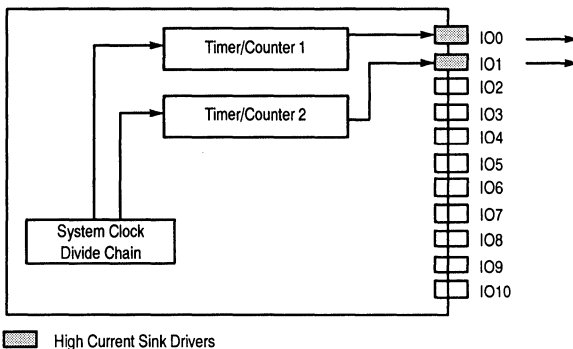 Timer/Counter 1
Timer/Counter 2
System Clock
Divide Chain
IO0
IO1
IO2
IO3
IO4
IO5
IO6
IO7
IO8
IO9
IO10
High Current Sink Drivers